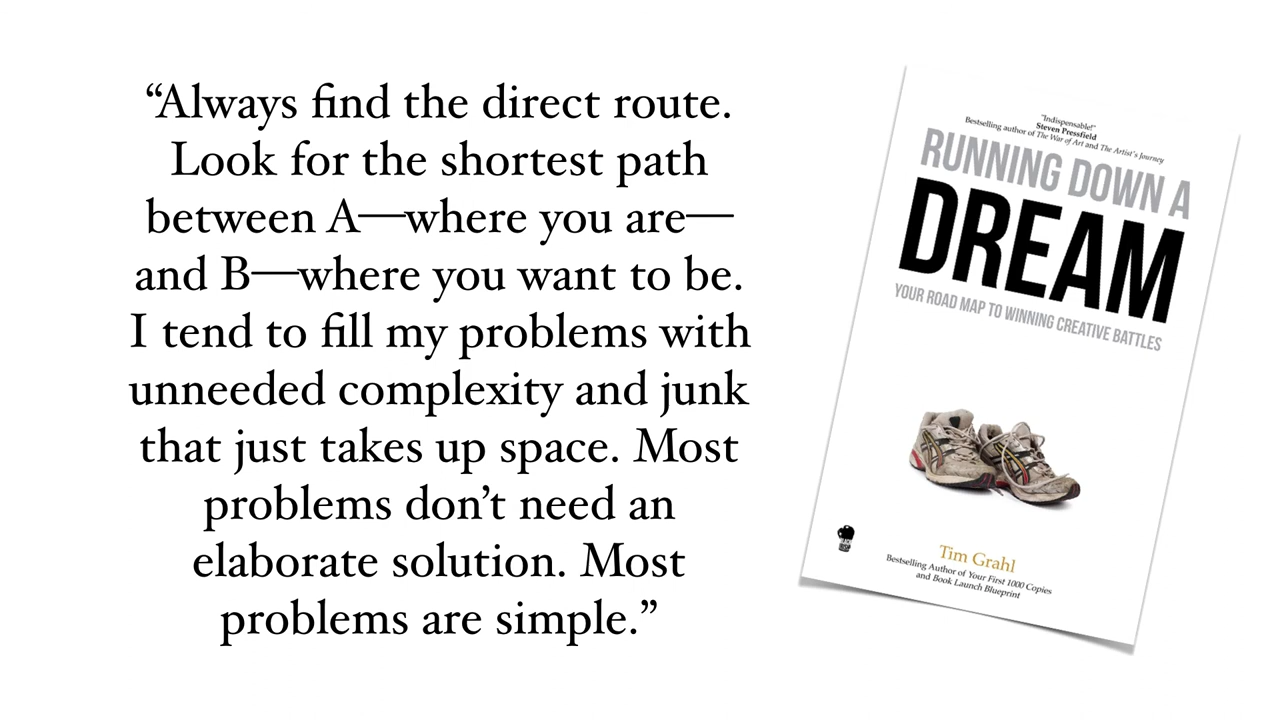 “Always find the direct route.
Look for the shortest path
between A—where you are—
and B—where you want to be.
I tend to fill my problems with
unneeded complexity and junk
that just takes up space. Most
problems don’t need an
elaborate solution. Most
problems are simple.”
"Indispensable!"
Steven Pressfield
Bestselling author of The War of Art and The Artist's Journey
RUNNING DOWN A
DREAM
YOUR ROAD MAP TO WINNING CREATIVE BATTLES
Tim Grahl
Bestselling Author of Your First 1000 Copies
and Book Launch Blueprint